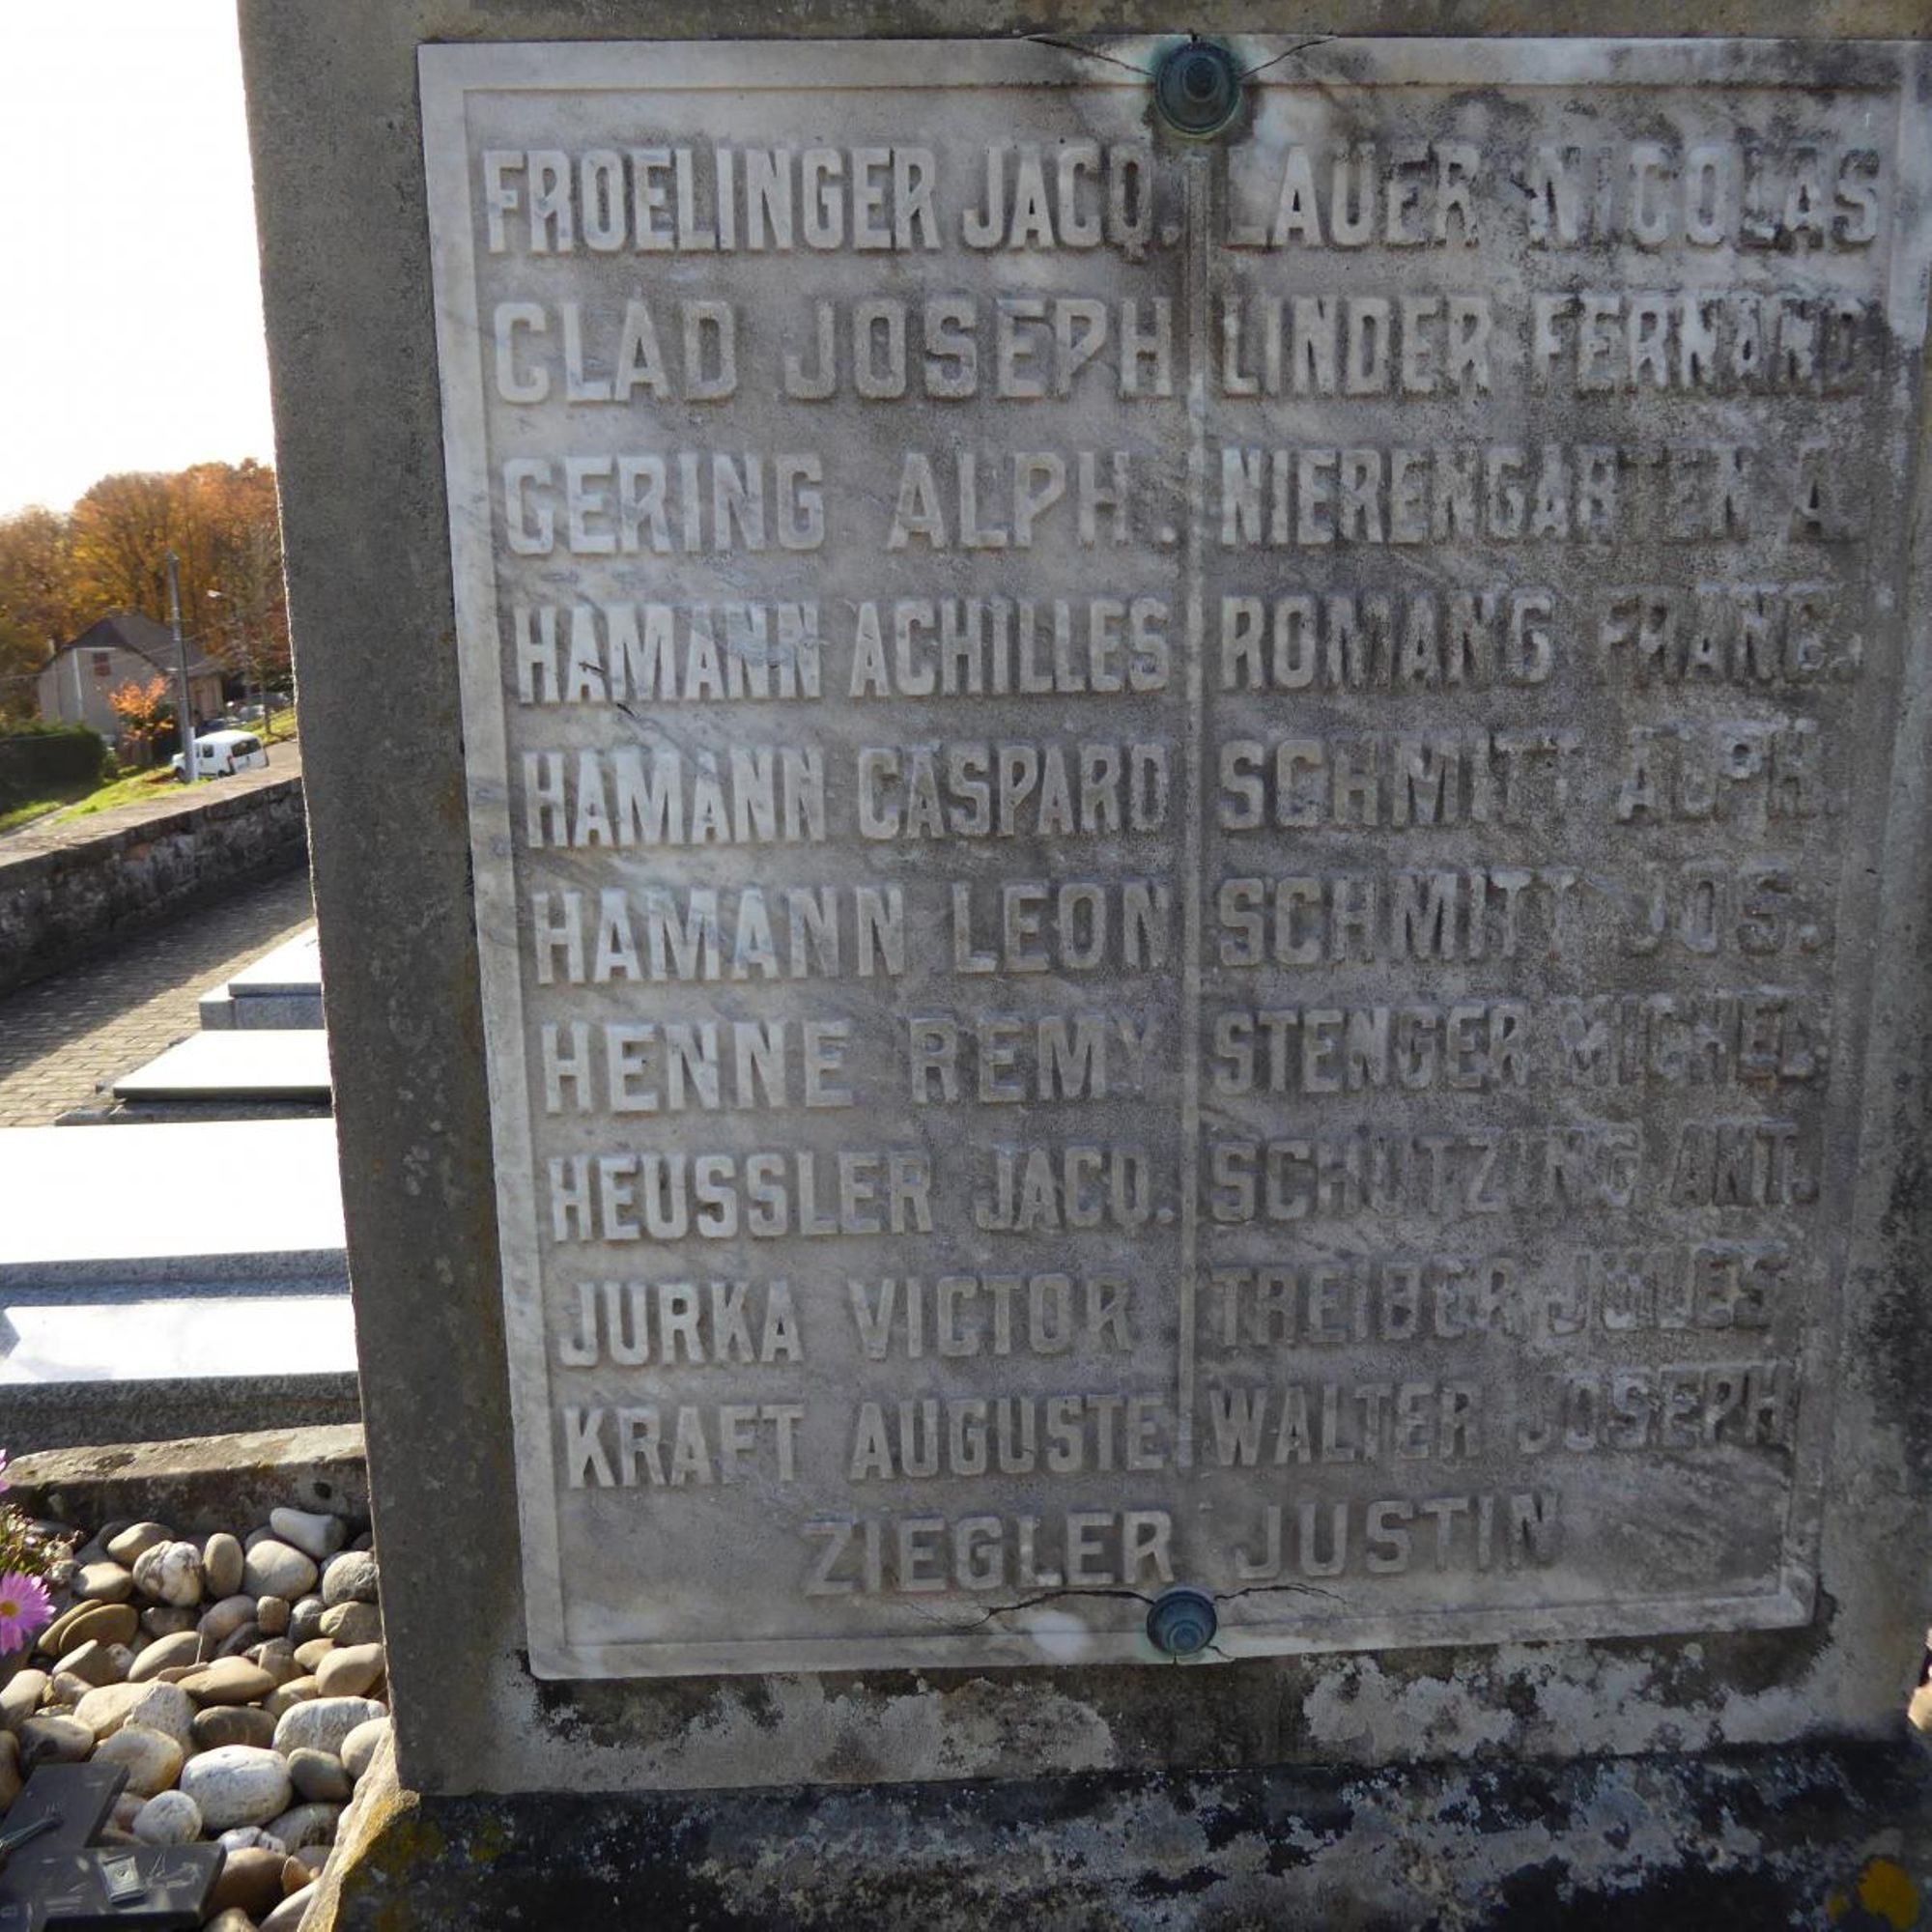 FROELINGER JACQ.
CLAD JOSEPH
GERING ALPH.
HAMANN ACHILLES
HAMANN CASPARD
HAMANN LEON
HENNE REMY
HEUSSLER JACQ.
JURKA VICTOR
KRAFT AUGUSTE
LAUER NICOLAS
LINDER FERNAND
NIERENGARTEN A.
ROMANG FRANC.
SCHMITT ALPH.
SCHMITT JOS.
STENGER MICHEL
SCHUTZING ANT.
TREIBER JULES
WALTER JOSEPH
ZIEGLER JUSTIN